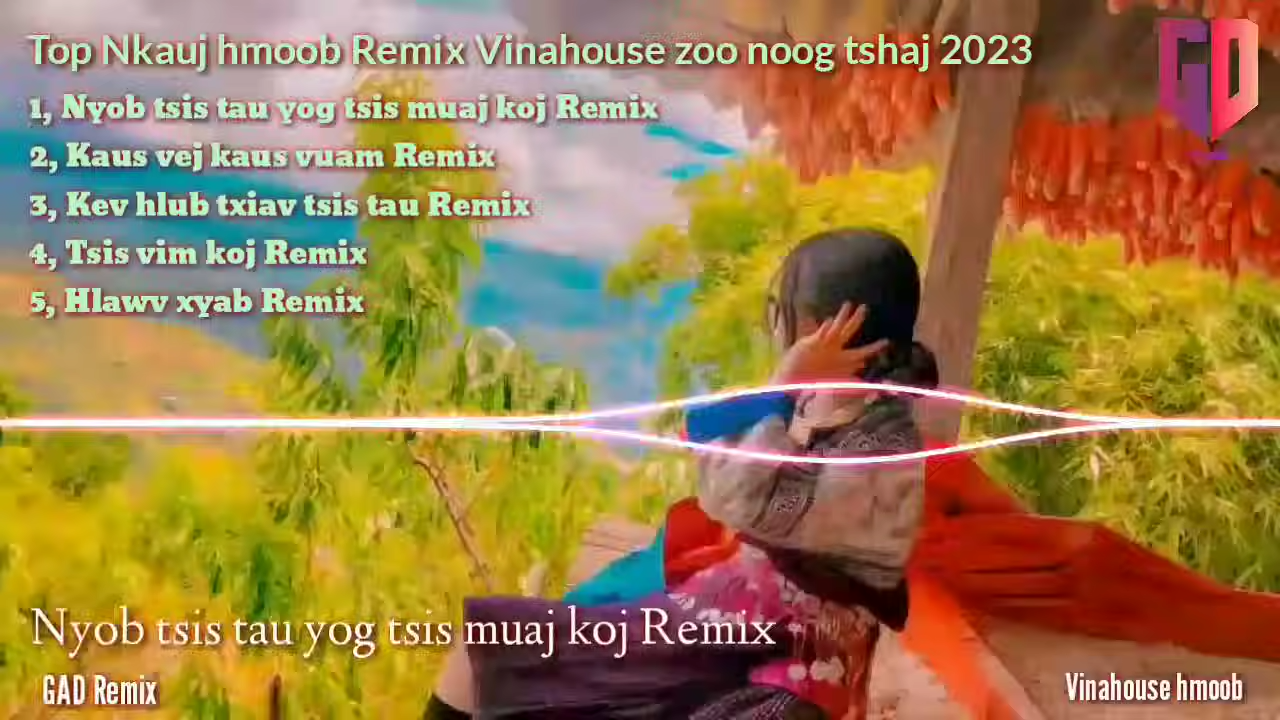 Top Nkauj hmoob Remix Vinahouse zoo noog tshaj 2023
GD
1, Nyob tsis tau yog tsis muaj koj Remix
2, Kaus vej kaus vuam Remix
3, Kev hlub txiav tsis tau Remix
4, Tsis vim koj Remix
5, Hlawv xyab Remix
Nyob tsis tau yog tsis muaj koj Remix
GAD Remix
Vinahouse hmoob